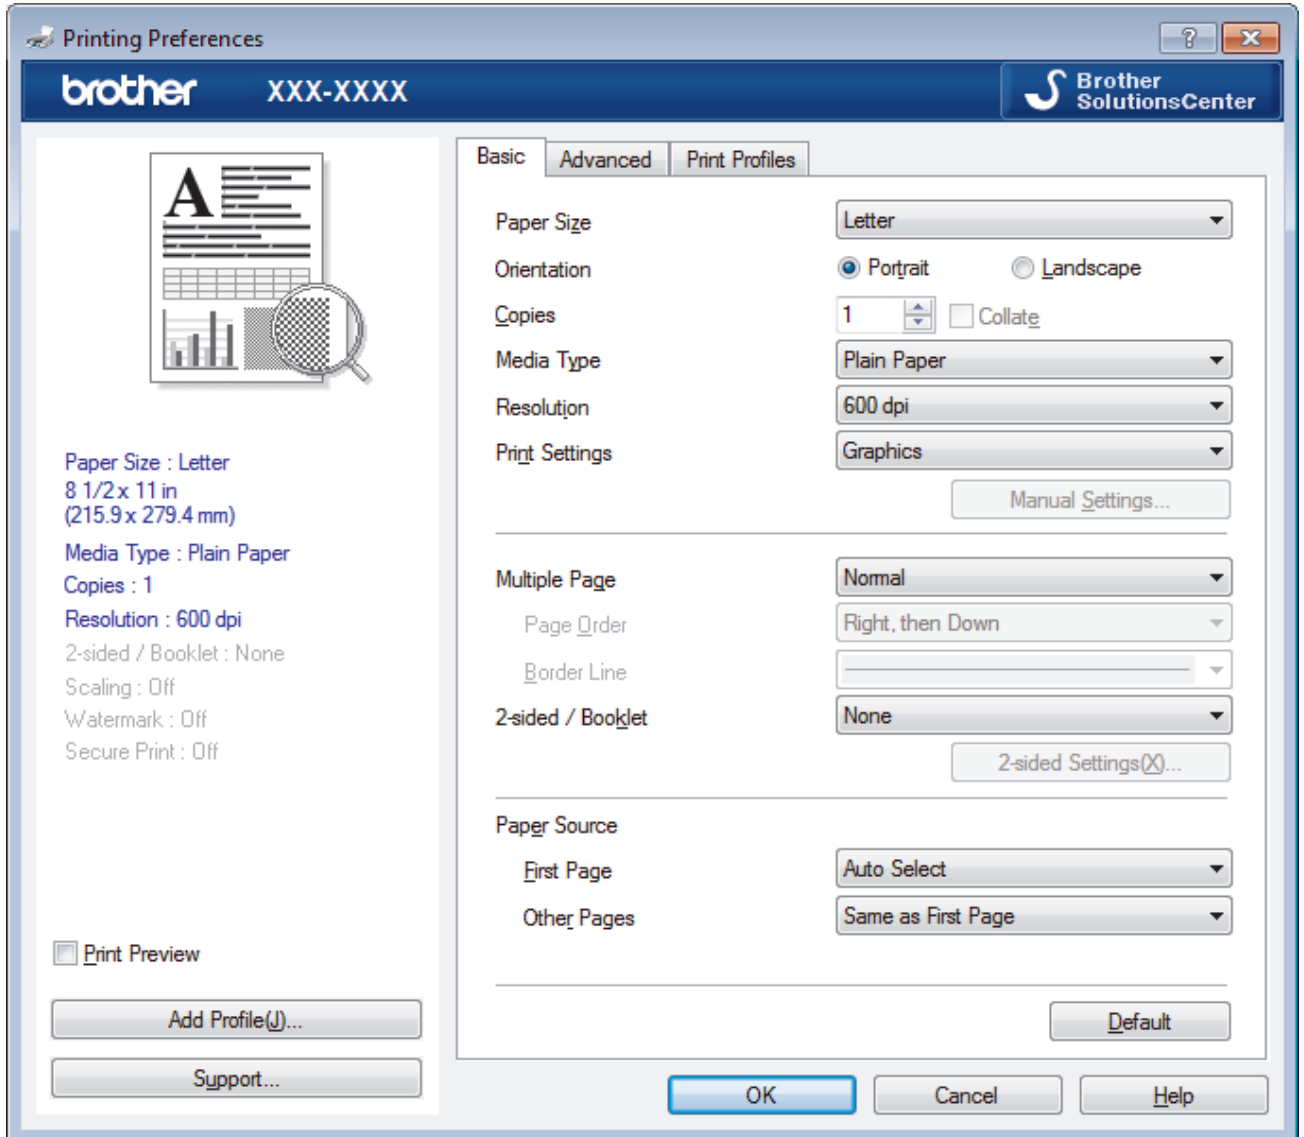 Printing Preferences
?
brother XXX-XXXX
Brother
SolutionsCenter
A
Paper Size : Letter
8 1/2 x 11 in
(215.9 x 279.4 mm)
Media Type : Plain Paper
Copies : 1
Resolution : 600 dpi
2-sided / Booklet : None
Scaling : Off
Watermark : Off
Secure Print : Off
Print Preview
Add Profile(J)...
Support...
Basic Advanced Print Profiles
Paper Size Letter
Orientation Portrait Landscape
Copies 1 Collate
Media Type Plain Paper
Resolution 600 dpi
Print Settings Graphics
Manual Settings...
Multiple Page Normal
Page Order Right, then Down
Border Line
2-sided / Booklet None
2-sided Settings(X)...
Paper Source
First Page Auto Select
Other Pages Same as First Page
Default
OK Cancel Help